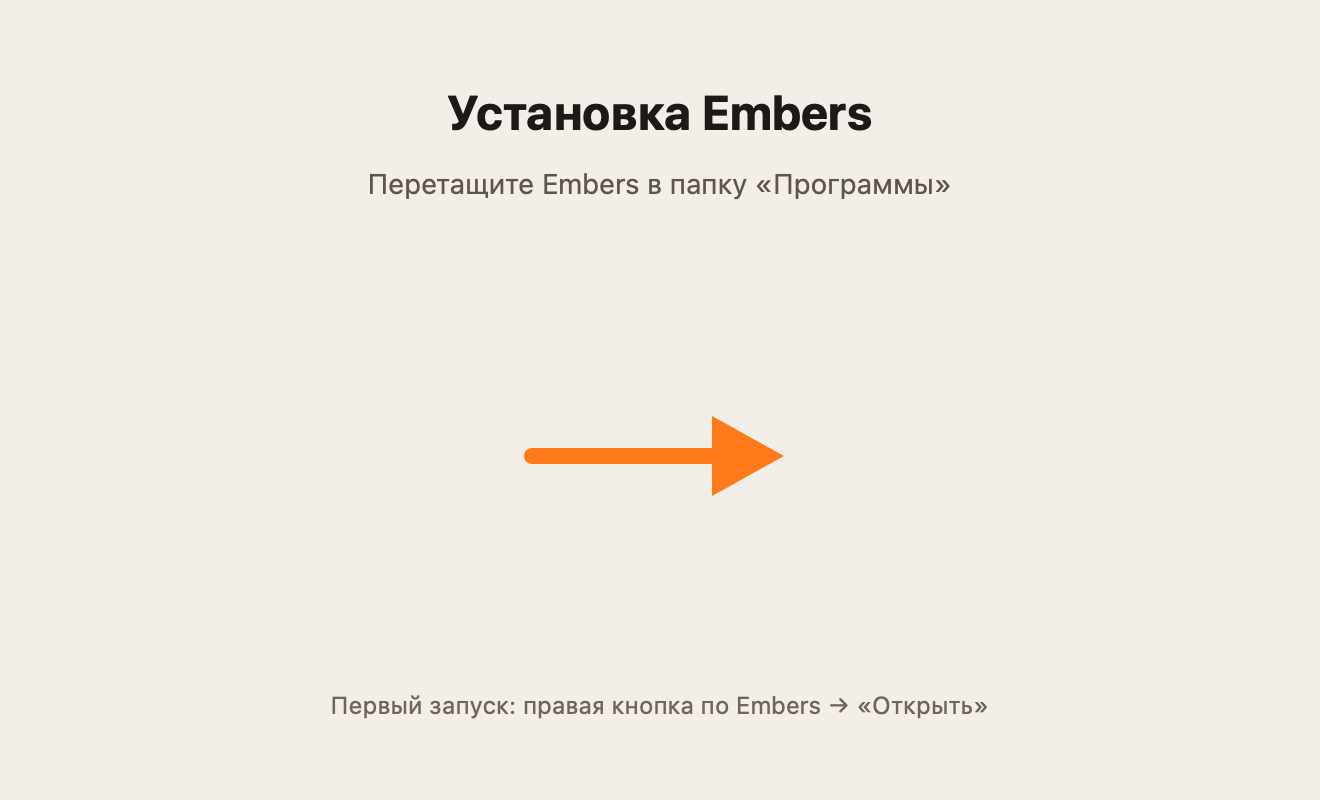 Установка Embers
Перетащите Embers в папку «Программы»
Первый запуск: правая кнопка по Embers → «Открыть»